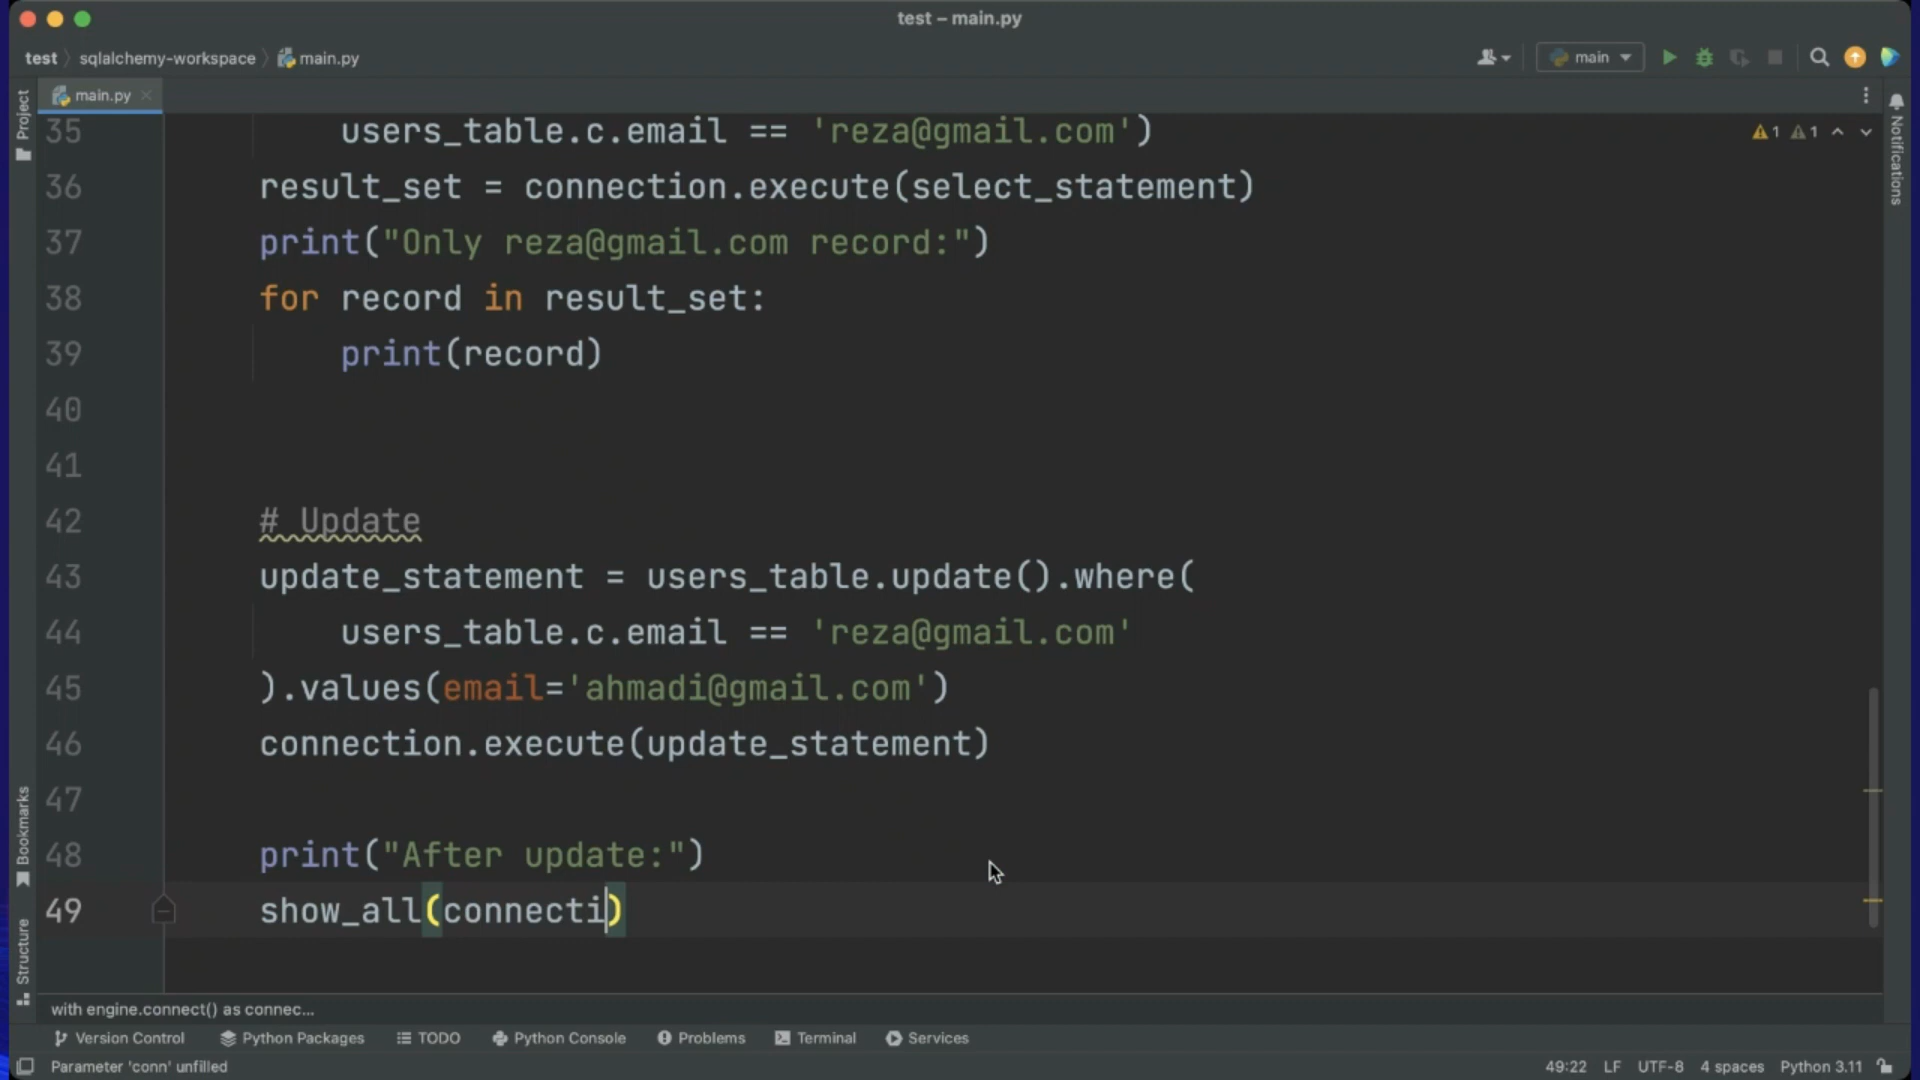 test – main.py
test sqlalchemy-workspace main.py
main
main.py
Project
Notifications
1 1
35 users_table.c.email == 'reza@gmail.com')
36 result_set = connection.execute(select_statement)
37 print("Only reza@gmail.com record:")
38 for record in result_set:
39 print(record)
40
41
42 # Update
43 update_statement = users_table.update().where(
44 users_table.c.email == 'reza@gmail.com'
45 ).values(email='ahmadi@gmail.com')
46 connection.execute(update_statement)
47
48 print("After update:")
49 show_all(connecti)
Bookmarks
Structure
with engine.connect() as connec...
Version Control Python Packages TODO Python Console Problems Terminal Services
Parameter 'conn' unfilled 49:22 LF UTF-8 4 spaces Python 3.11